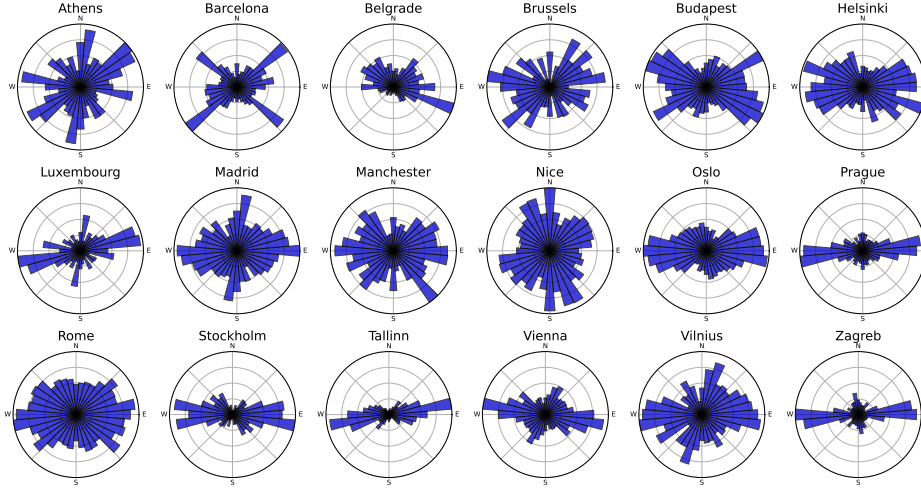 Athens Barcelona Belgrade Brussels Budapest Helsinki
N N N N N N
W E W E W E W E W E W E
S S S S S S
Luxembourg Madrid Manchester Nice Oslo Prague
N N N N N N
W E W E W E W E W E W E
S S S S S S
Rome Stockholm Tallinn Vienna Vilnius Zagreb
N N N N N N
W E W E W E W E W E W E
S S S S S S